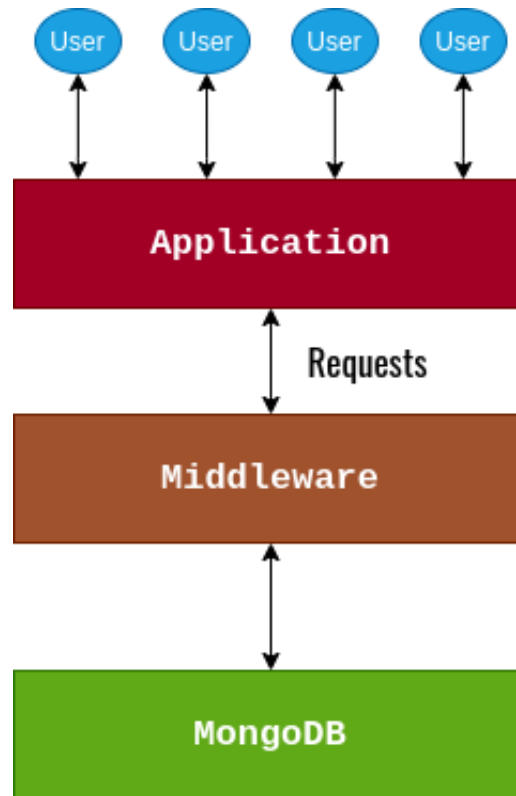 User User User User
Application
Requests
Middleware
MongoDB